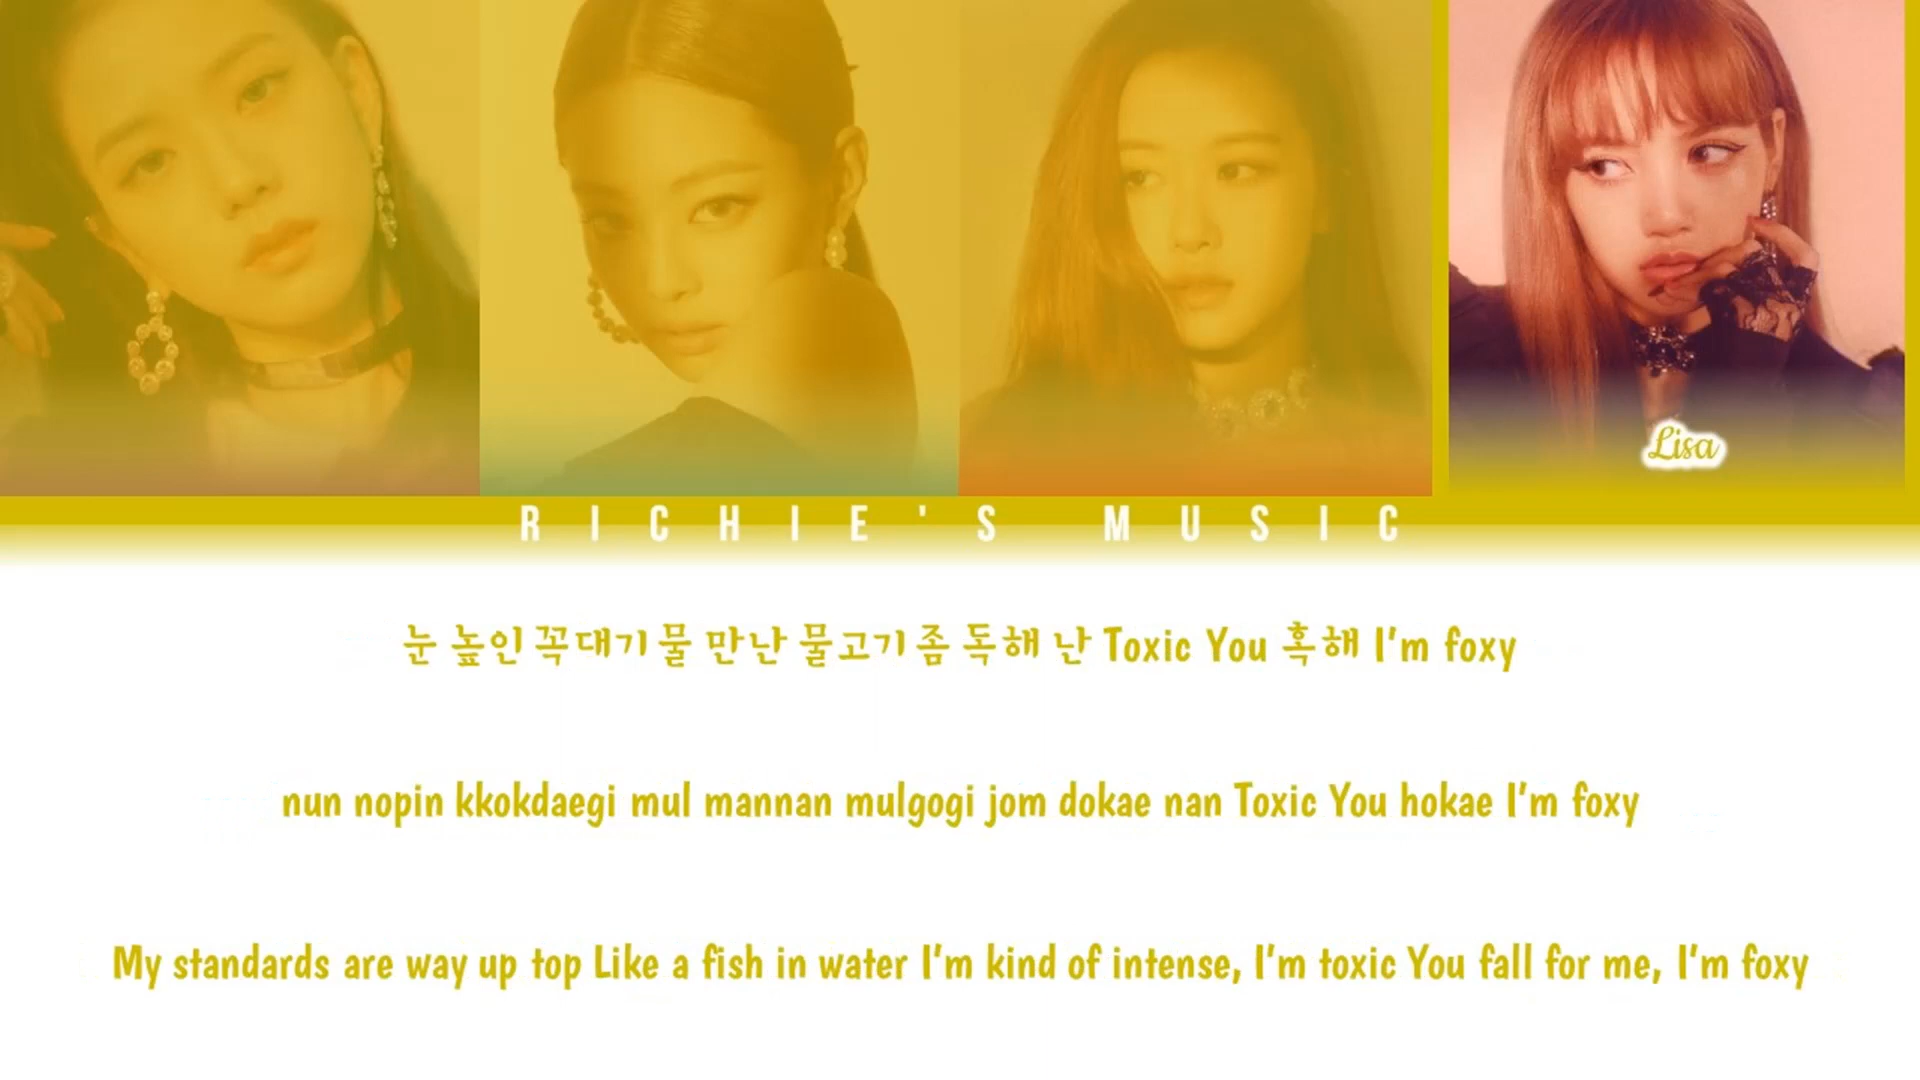 Lisa
RICHIE'S MUSIC
눈 높인 꼭대기 물 만난 물고기 좀 독해 난 Toxic You 혹해 I'm foxy
nun nopin kkokdaegi mul mannan mulgogi jom dokae nan Toxic You hokae I'm foxy
My standards are way up top Like a fish in water I'm kind of intense, I'm toxic You fall for me, I'm foxy